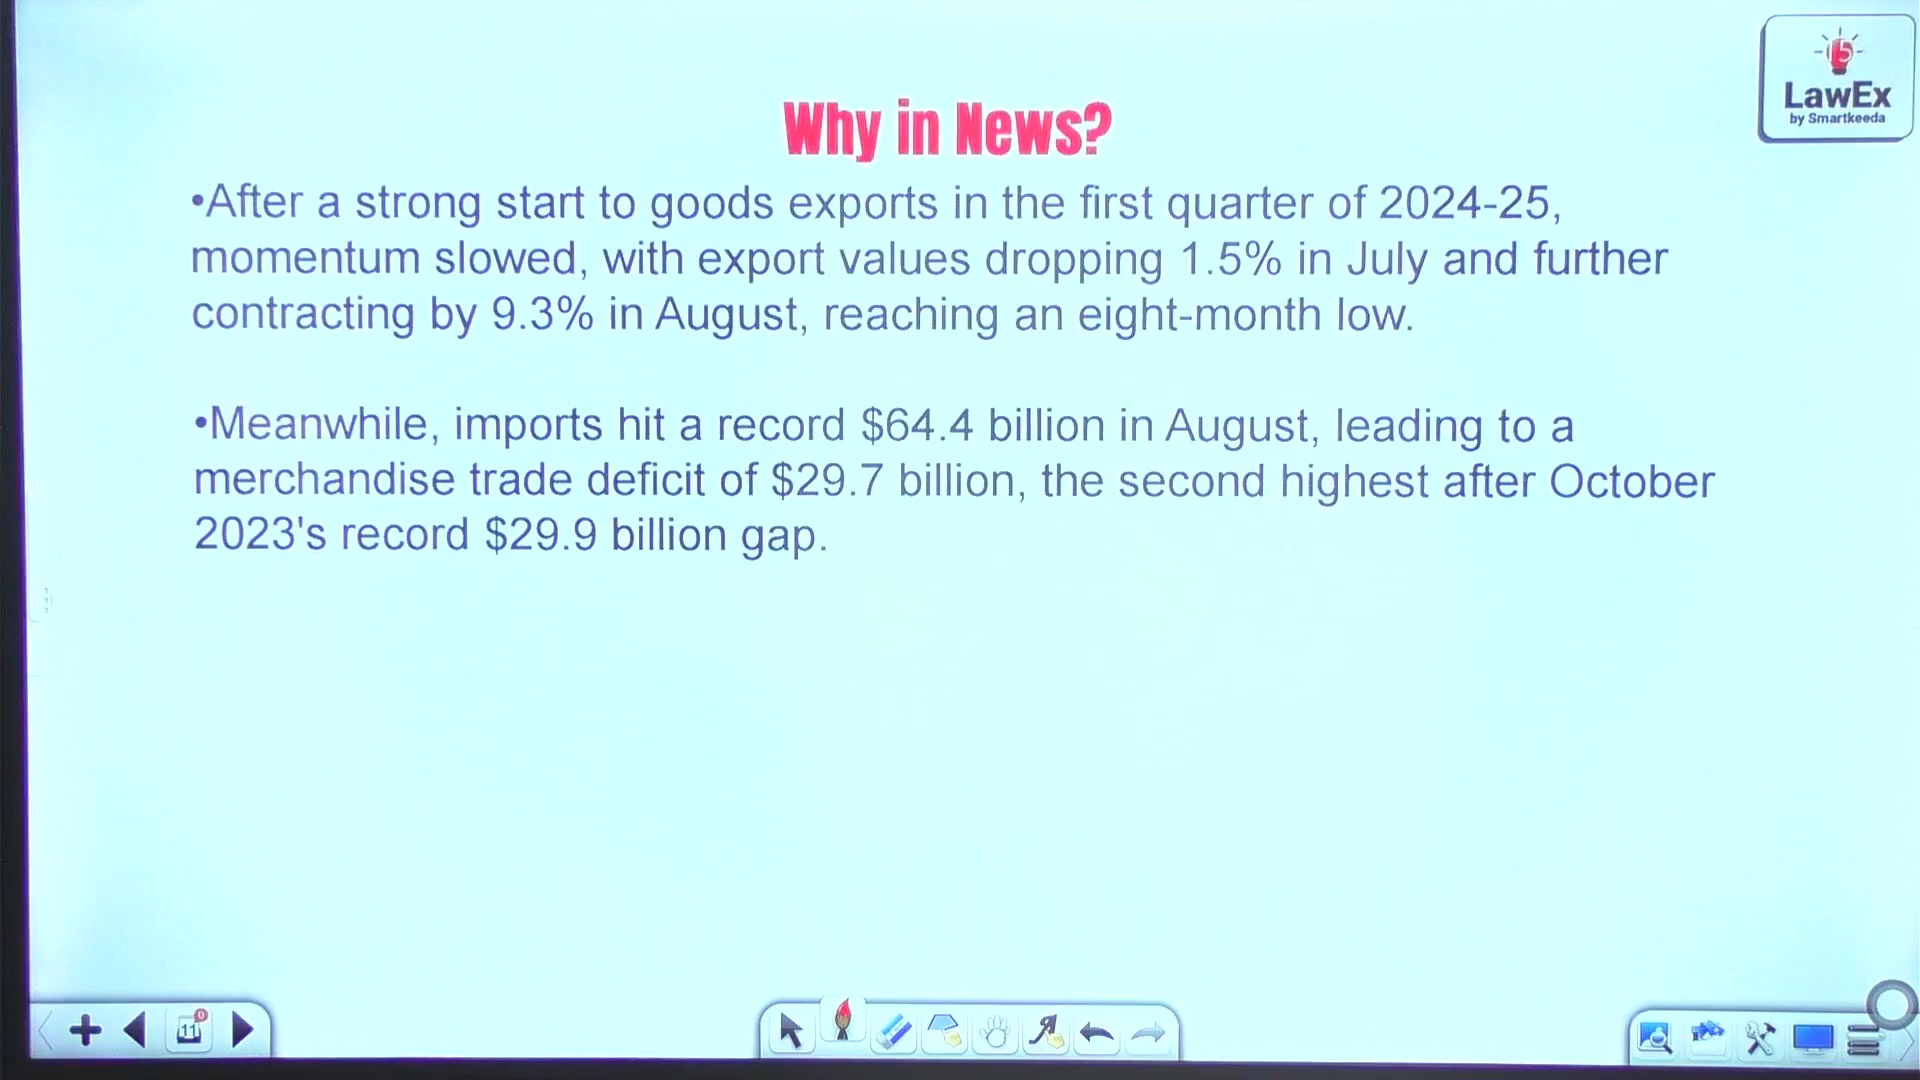 LawEx
by Smartkeeda
Why in News?
•After a strong start to goods exports in the first quarter of 2024-25,
momentum slowed, with export values dropping 1.5% in July and further
contracting by 9.3% in August, reaching an eight-month low.
•Meanwhile, imports hit a record $64.4 billion in August, leading to a
merchandise trade deficit of $29.7 billion, the second highest after October
2023's record $29.9 billion gap.
11
0